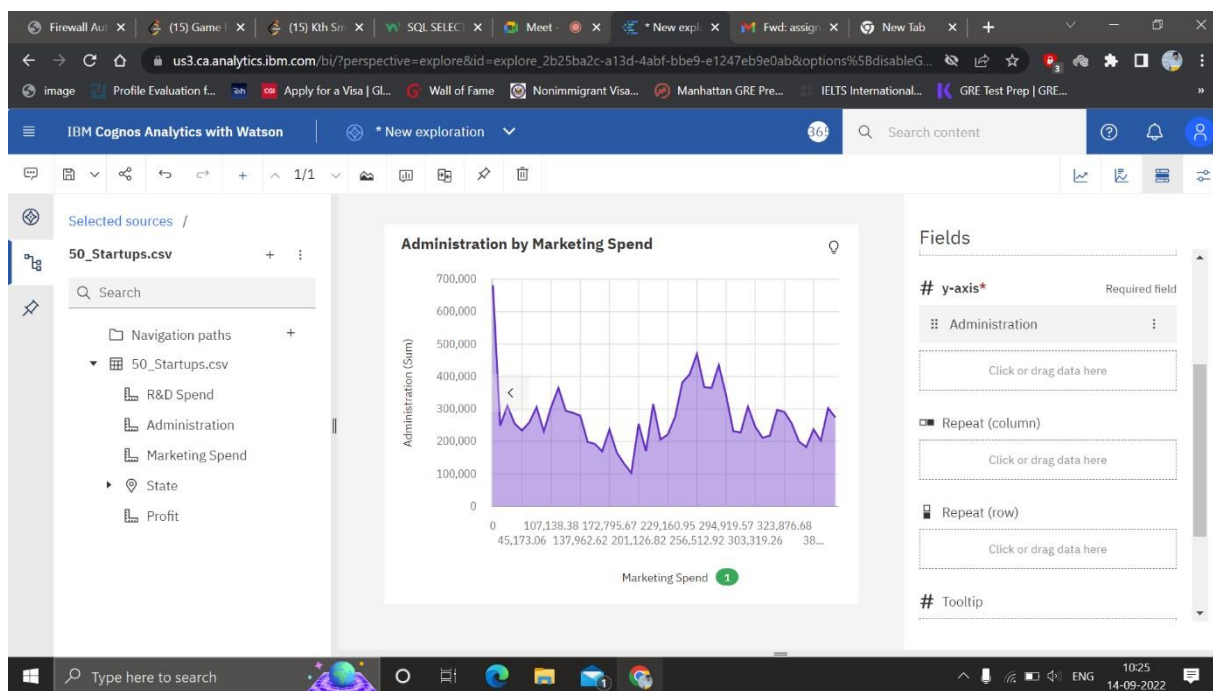 Firewall Aut
(15) Game
(15) Kth Sm
SQL SELECT
Meet -
* New explo
Fwd: assign
New Tab
us3.ca.analytics.ibm.com/bi/?perspective=explore&id=explore_2b25ba2c-a13d-4abf-bbe9-e1247eb9e0ab&options%5BdisableG...
3
image
Profile Evaluation f...
Apply for a Visa | Gl...
Wall of Fame
Nonimmigrant Visa...
Manhattan GRE Pre...
IELTS International...
GRE Test Prep | GRE...
»
IBM Cognos Analytics with Watson
* New exploration
Search content
1/1
Selected sources /
50_Startups.csv
Search
Navigation paths
50_Startups.csv
R&D Spend
Administration
Marketing Spend
State
Profit
Administration by Marketing Spend
Administration (Sum)
700,000
600,000
500,000
400,000
300,000
200,000
100,000
0
0 107,138.38 172,795.67 229,160.95 294,919.57 323,876.68
45,173.06 137,962.62 201,126.82 256,512.92 303,319.26 38...
Marketing Spend 1
Fields
# y-axis* Required field
Administration
Click or drag data here
Repeat (column)
Click or drag data here
Repeat (row)
Click or drag data here
# Tooltip
Type here to search
1
ENG
10:25
14-09-2022